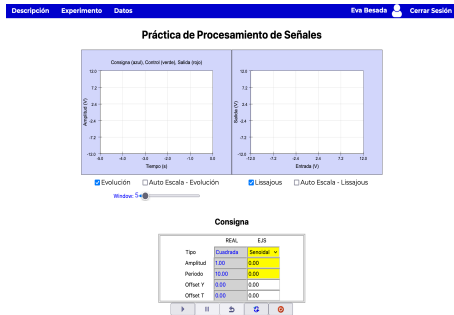 Descripción Experimento Datos Eva Besada Cerrar Sesión
Práctica de Procesamiento de Señales
Consigna (azul), Control (verde), Salida (rojo)
Amplitud (V)
12.0
7.2
2.4
-2.4
-7.2
-12.0
-5.0 -4.0 -3.0 -2.0 -1.0 0.0
Tiempo (s)
Salida (V)
12.0
7.2
2.4
-2.4
-7.2
-12.0
-12.0 -7.2 -2.4 2.4 7.2 12.0
Entrada (V)
Evolución Auto Escala - Evolución Lissajous Auto Escala - Lissajous
Window: 5
Consigna
REAL EJS
Tipo Cuadrada Senoidal
Amplitud 1.00 0.00
Período 10.00 0.00
Offset Y 0.00 0.00
Offset T 0.00 0.00